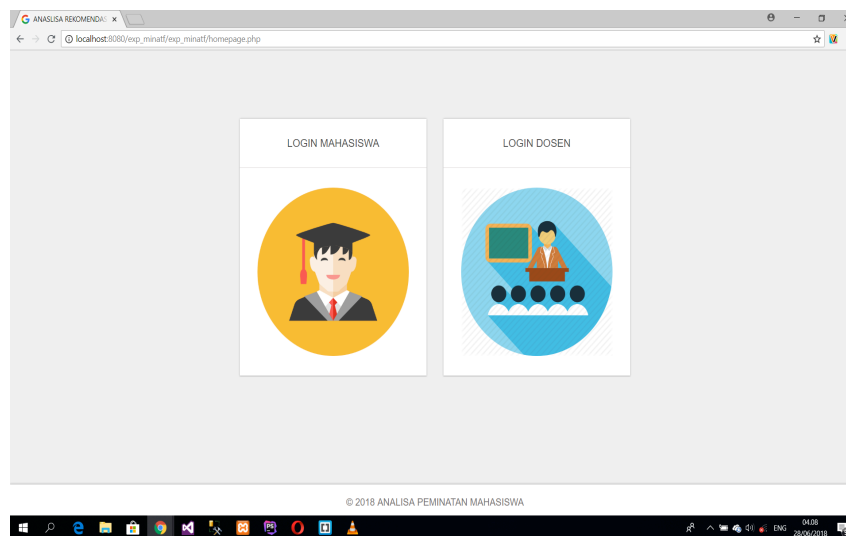 ANASLISA REKOMENDAS
localhost:8080/exp_minatf/exp_minatf/homepage.php
LOGIN MAHASISWA
LOGIN DOSEN
© 2018 ANALISA PEMINATAN MAHASISWA
ENG
04.08
28/06/2018